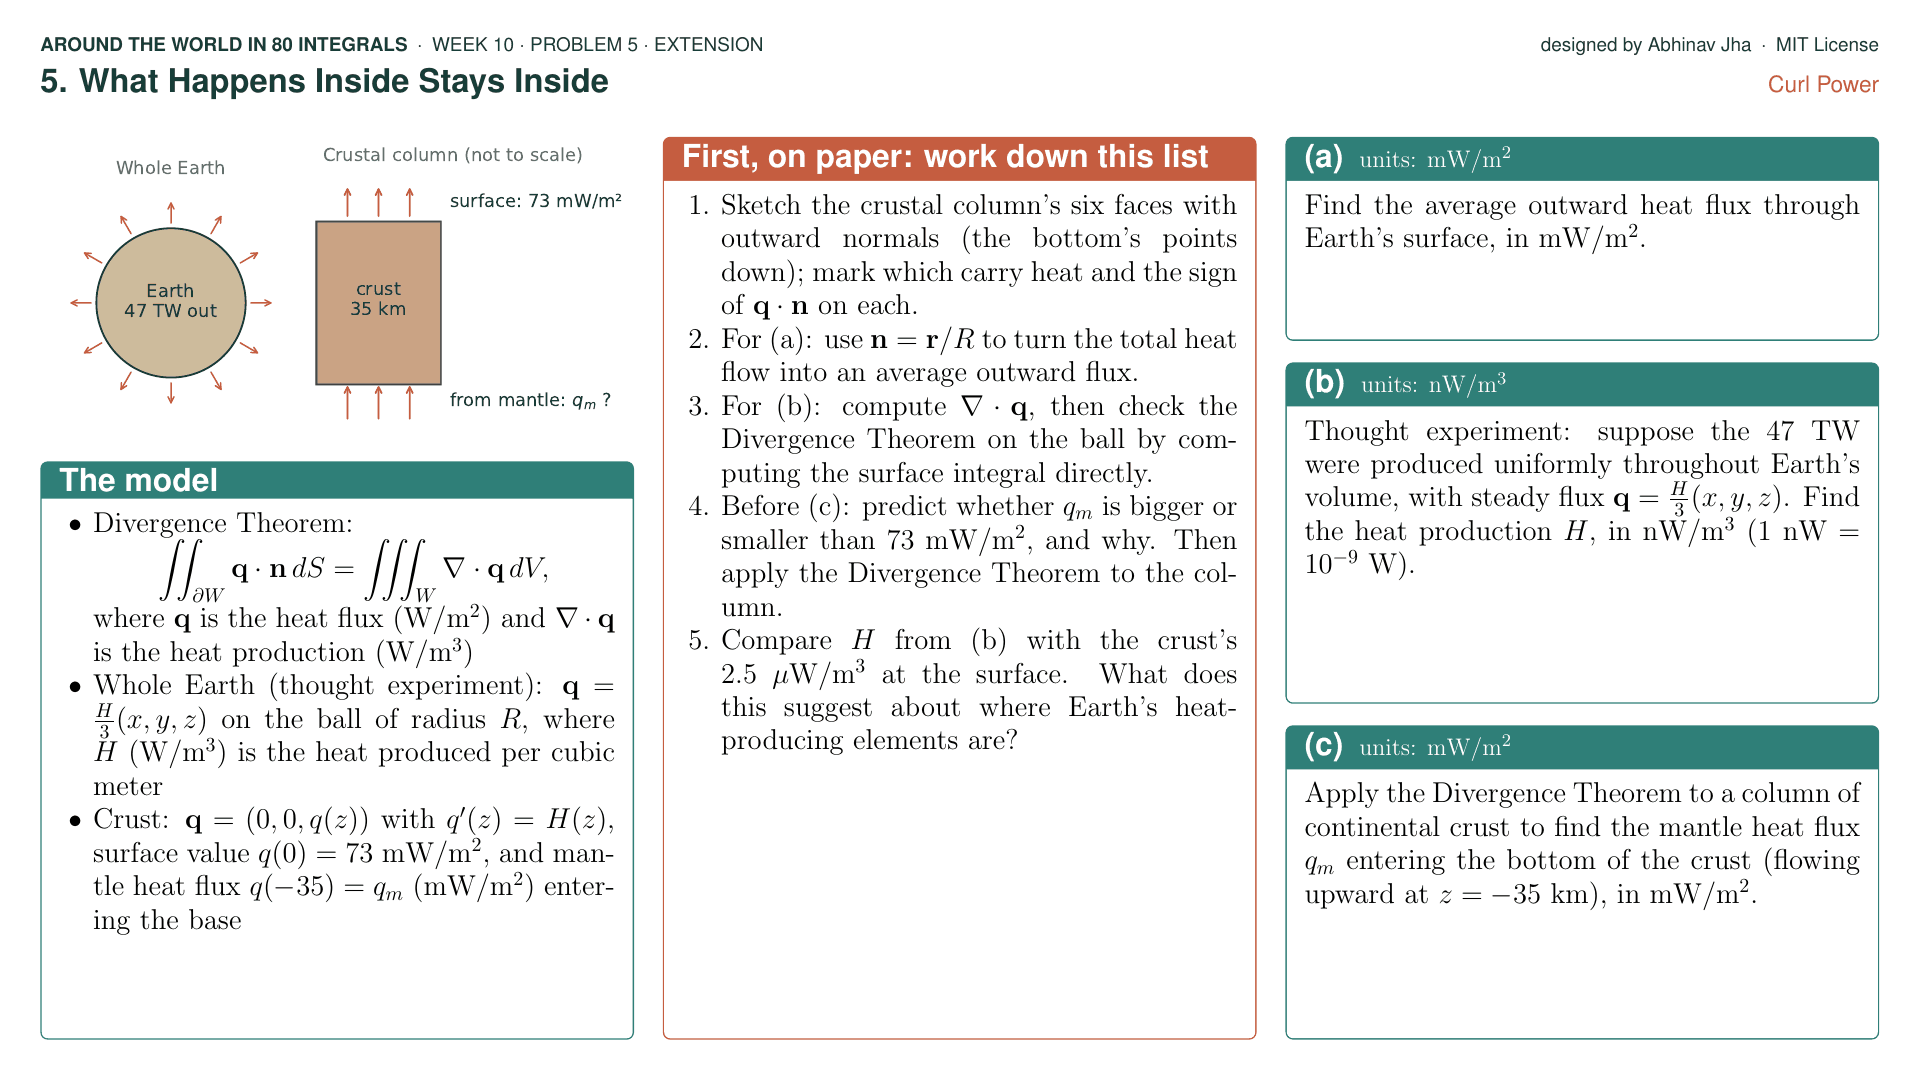 AROUND THE WORLD IN 80 INTEGRALS · WEEK 10 · PROBLEM 5 · EXTENSION
designed by Abhinav Jha · MIT License
5. What Happens Inside Stays Inside
Curl Power
Whole Earth
Earth
47 TW out
Crustal column (not to scale)
surface: 73 mW/m²
crust
35 km
from mantle: qₘ ?
The model
• Divergence Theorem:
∬_{∂W} q · n dS = ∭_W ∇ · q dV,
where q is the heat flux (W/m²) and ∇ · q
is the heat production (W/m³)
• Whole Earth (thought experiment): q =
H/3 (x, y, z) on the ball of radius R, where
H (W/m³) is the heat produced per cubic
meter
• Crust: q = (0, 0, q(z)) with q′(z) = H(z),
surface value q(0) = 73 mW/m², and man-
tle heat flux q(−35) = qₘ (mW/m²) enter-
ing the base
First, on paper: work down this list
1. Sketch the crustal column's six faces with
outward normals (the bottom's points
down); mark which carry heat and the sign
of q · n on each.
2. For (a): use n = r/R to turn the total heat
flow into an average outward flux.
3. For (b): compute ∇ · q, then check the
Divergence Theorem on the ball by com-
puting the surface integral directly.
4. Before (c): predict whether qₘ is bigger or
smaller than 73 mW/m², and why. Then
apply the Divergence Theorem to the col-
umn.
5. Compare H from (b) with the crust's
2.5 μW/m³ at the surface. What does
this suggest about where Earth's heat-
producing elements are?
(a) units: mW/m²
Find the average outward heat flux through
Earth's surface, in mW/m².
(b) units: nW/m³
Thought experiment: suppose the 47 TW
were produced uniformly throughout Earth's
volume, with steady flux q = H/3 (x, y, z). Find
the heat production H, in nW/m³ (1 nW =
10⁻⁹ W).
(c) units: mW/m²
Apply the Divergence Theorem to a column of
continental crust to find the mantle heat flux
qₘ entering the bottom of the crust (flowing
upward at z = −35 km), in mW/m².